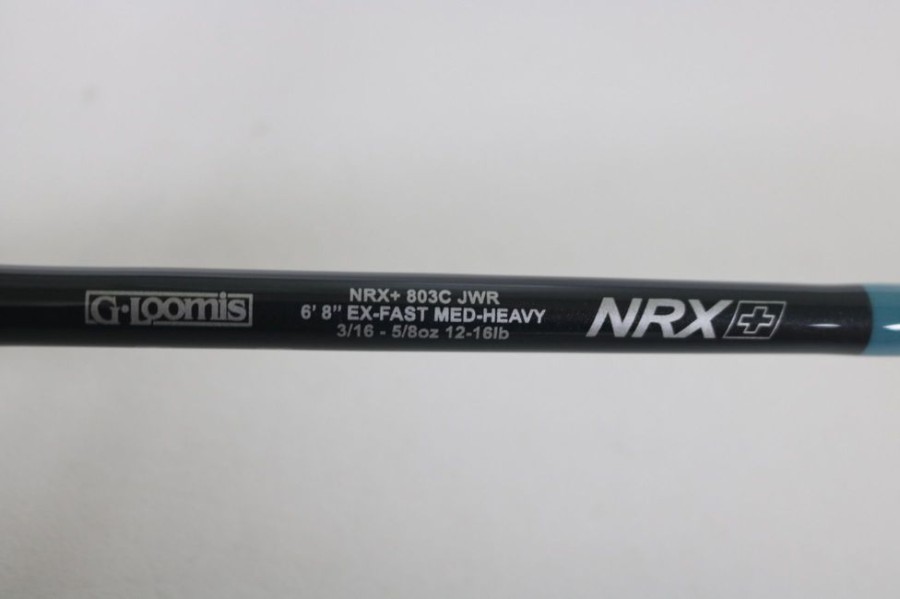 G·Loomis
NRX+ 803C JWR
6' 8" EX-FAST MED-HEAVY
3/16 - 5/8oz 12-16lb
NRX+